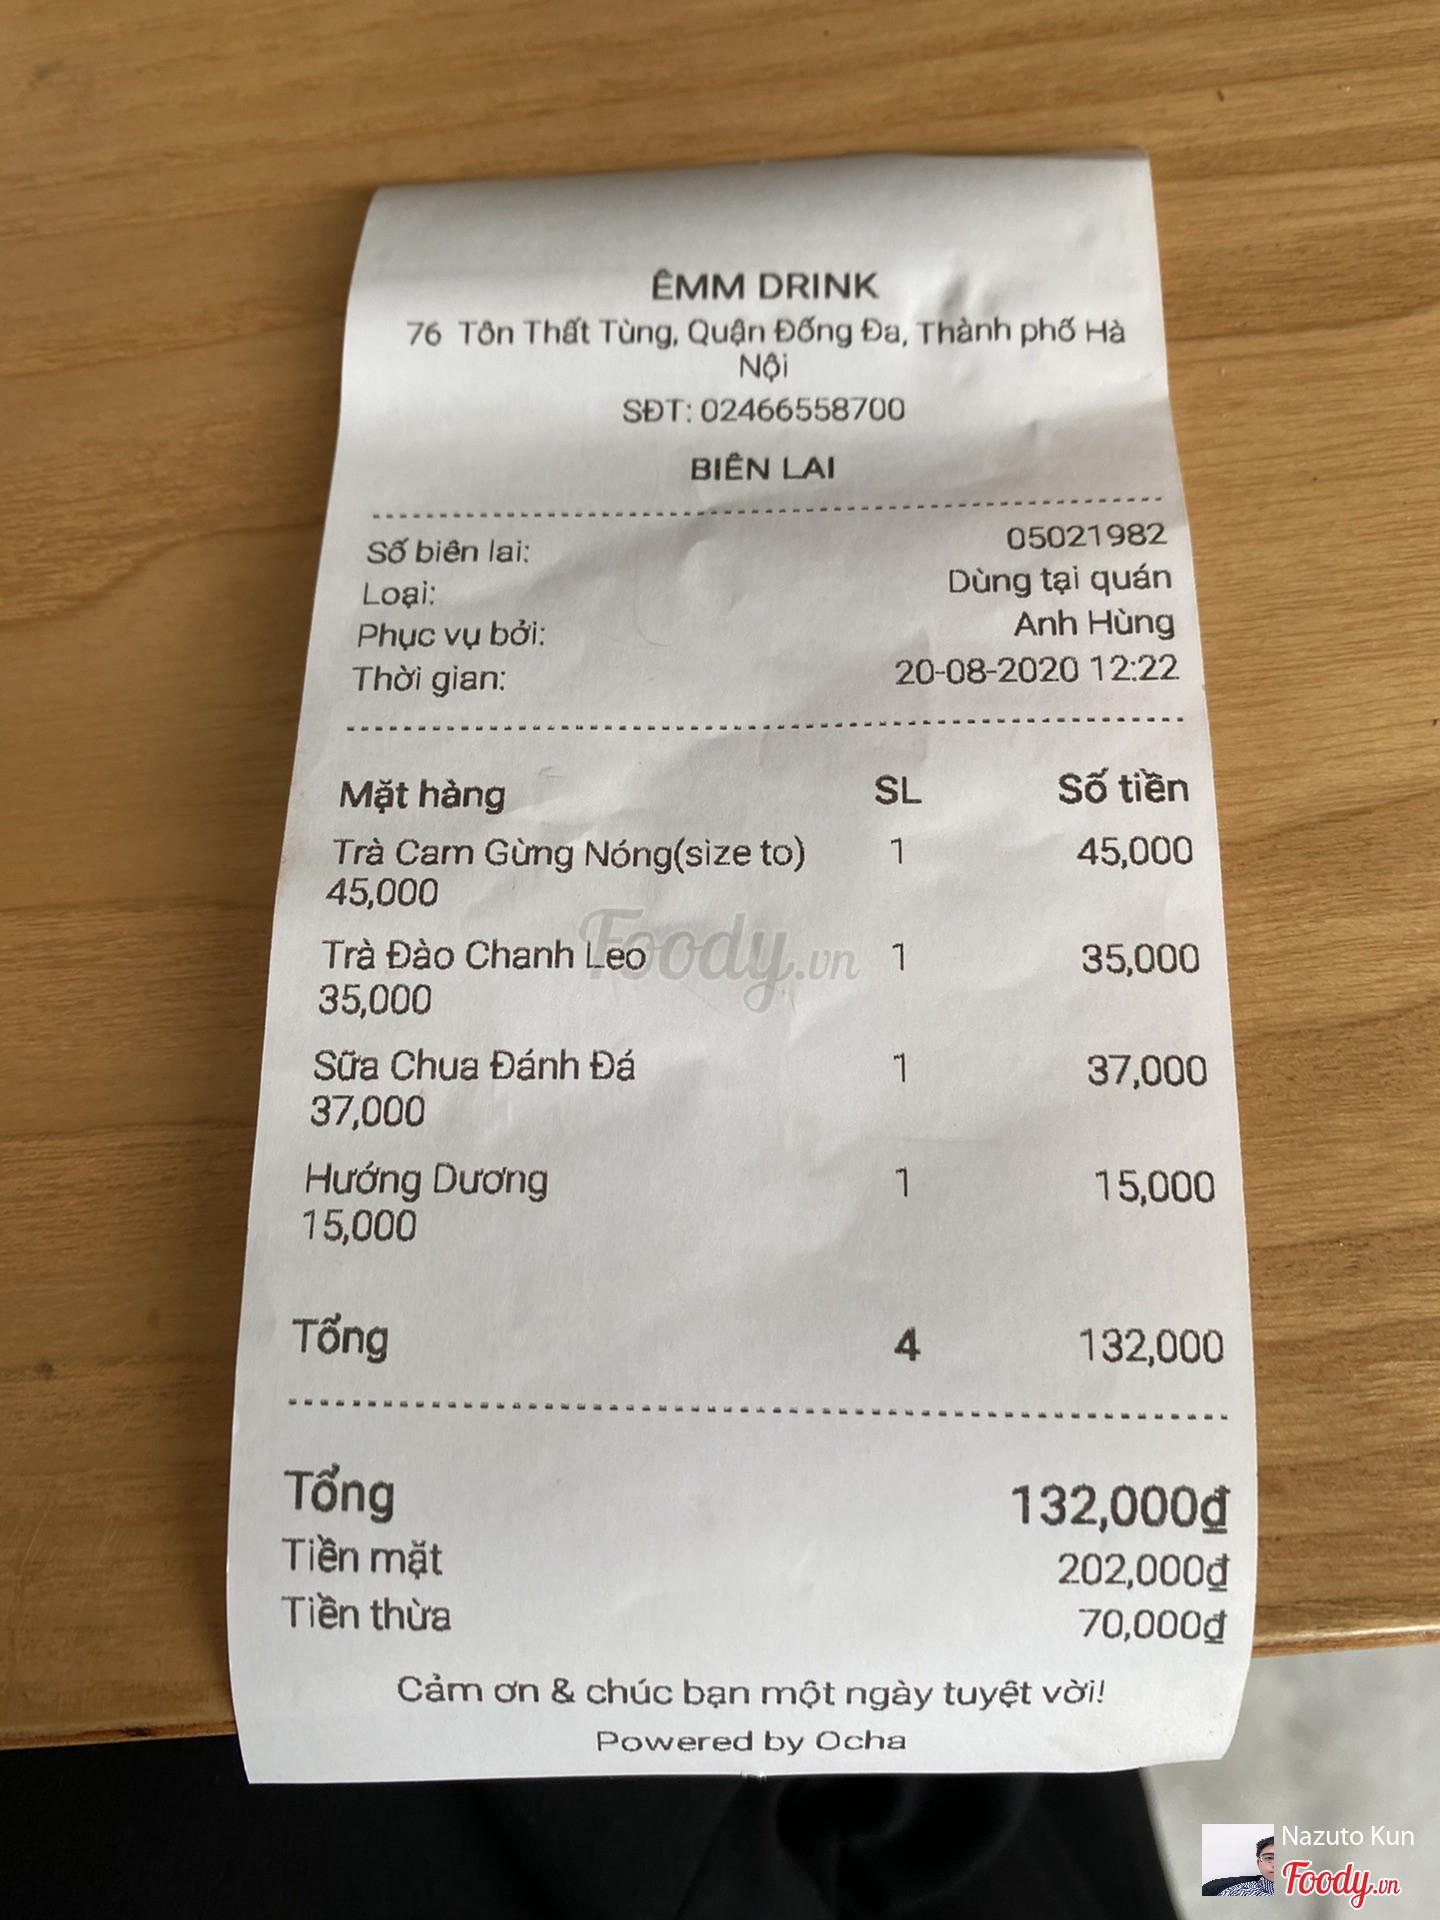 ÊMM DRINK
76 Tôn Thất Tùng, Quận Đống Đa, Thành phố Hà
Nội
SĐT: 02466558700
BIÊN LAI
Số biên lai: 05021982
Loại: Dùng tại quán
Phục vụ bởi: Anh Hùng
Thời gian: 20-08-2020 12:22
Mặt hàng SL Số tiền
Trà Cam Gừng Nóng(size to) 1 45,000
45,000
Trà Đào Chanh Leo 1 35,000
35,000
Foody.vn
Sữa Chua Đánh Đá 1 37,000
37,000
Hướng Dương 1 15,000
15,000
Tổng 4 132,000
Tổng 132,000₫
Tiền mặt 202,000₫
Tiền thừa 70,000₫
Cảm ơn & chúc bạn một ngày tuyệt vời!
Powered by Ocha
Nazuto Kun
Foody.vn